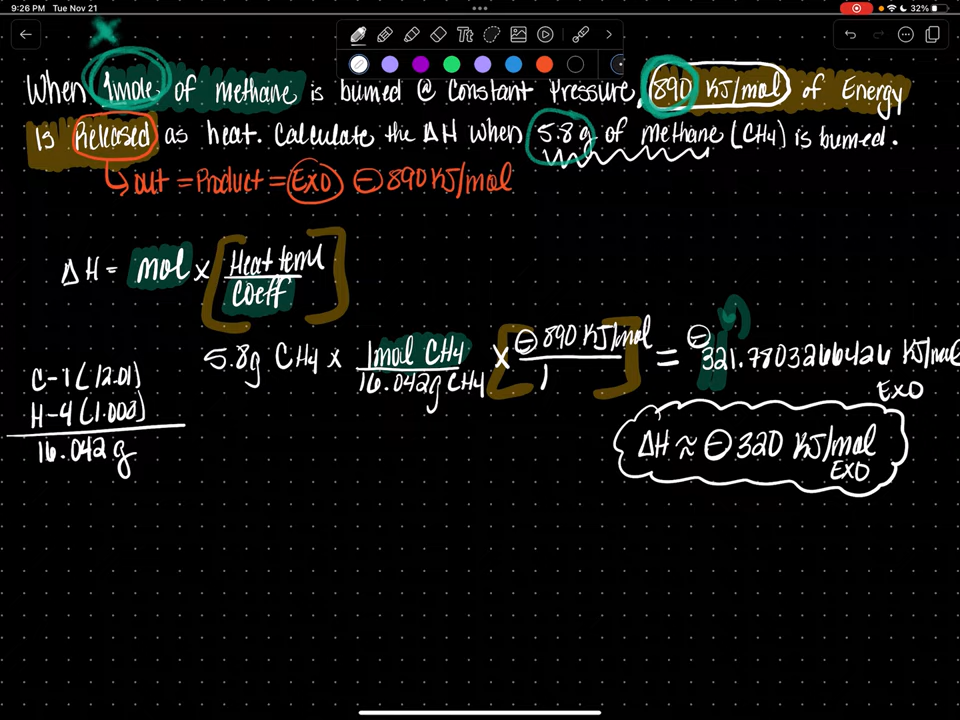 9:26 PM Tue Nov 21
32%
When 1mole of methane is burned @ Constant Pressure, 890 KJ/mol of Energy
Is Released as heat. Calculate the ΔH when 5.8g of methane (CH4) is burned.
out = Product = EXO ⊖ 890 KJ/mol
ΔH = mol x [Heat term
Coeff]
5.8g CH4 x 1mol CH4 x [⊖ 890 KJ/mol] = ⊖ 321.7803266426 KJ/mol
16.042g CH4
1
EXO
C-1 (12.01)
H-4 (1.008)
16.042 g
ΔH ≈ ⊖ 320 KJ/mol
EXO